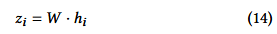 z_i = W · h_i (14)